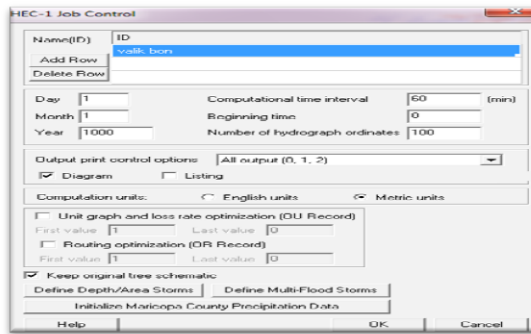 HEC-1 Job Control
Name(ID)
ID
valik bon
Add Row
Delete Row
Day 1 Computational time interval 60 (min)
Month 1 Beginning time 0
Year 1000 Number of hydrograph ordinates 100
Output print control options All output (0, 1, 2)
Diagram Listing
Computation units: English units Metric units
Unit graph and loss rate optimization (OU Record)
First value 1 Last value 0
Routing optimization (OR Record)
First value 1 Last value 0
Keep original tree schematic
Define Depth/Area Storms Define Multi-Flood Storms
Initialize Maricopa County Precipitation Data
Help OK Cancel